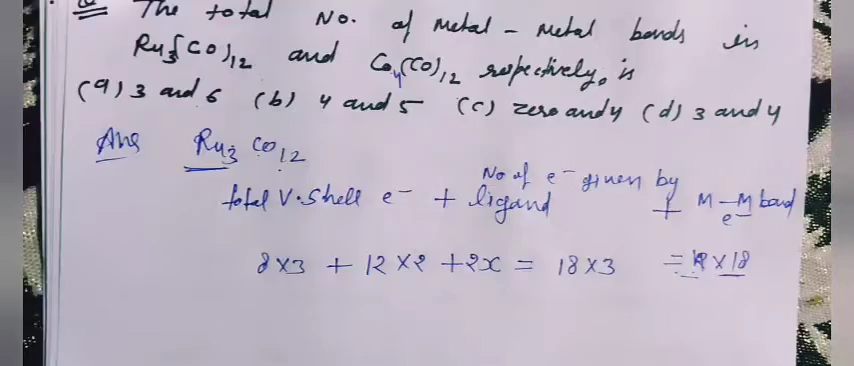 Q The total No. of metal - metal bonds in
Ru3(CO)12 and Co4(CO)12 respectively, is
(a) 3 and 6 (b) 4 and 5 (c) zero and 4 (d) 3 and 4
Ans Ru3 CO12
total V.Shell e- + No of e- given by ligand + M-M bond e-
8x3 + 12x2 + 2x = 18x3 = x18